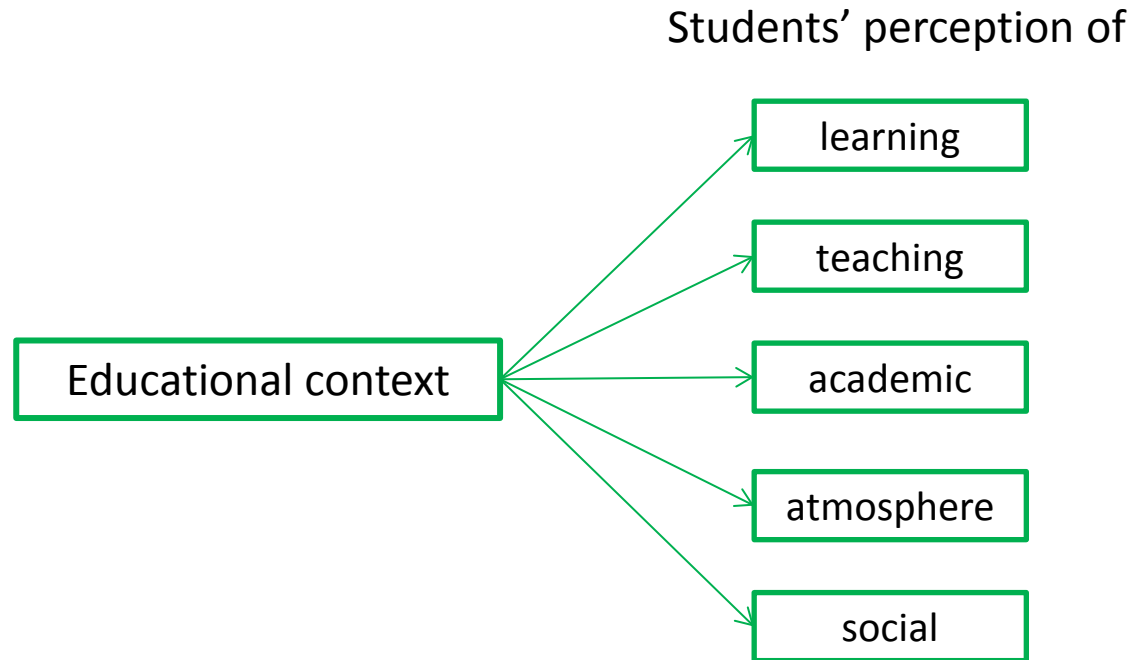 Students’ perception of
learning
teaching
Educational context
academic
atmosphere
social